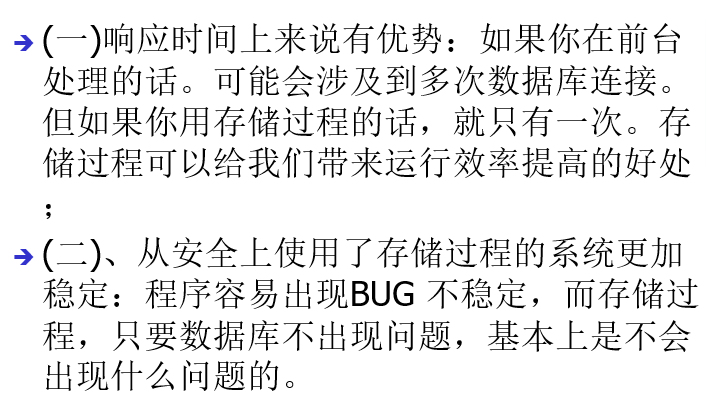 (一)响应时间上来说有优势：如果你在前台
处理的话。可能会涉及到多次数据库连接。
但如果你用存储过程的话，就只有一次。存
储过程可以给我们带来运行效率提高的好处
；
(二)、从安全上使用了存储过程的系统更加
稳定：程序容易出现BUG 不稳定，而存储过
程，只要数据库不出现问题，基本上是不会
出现什么问题的。